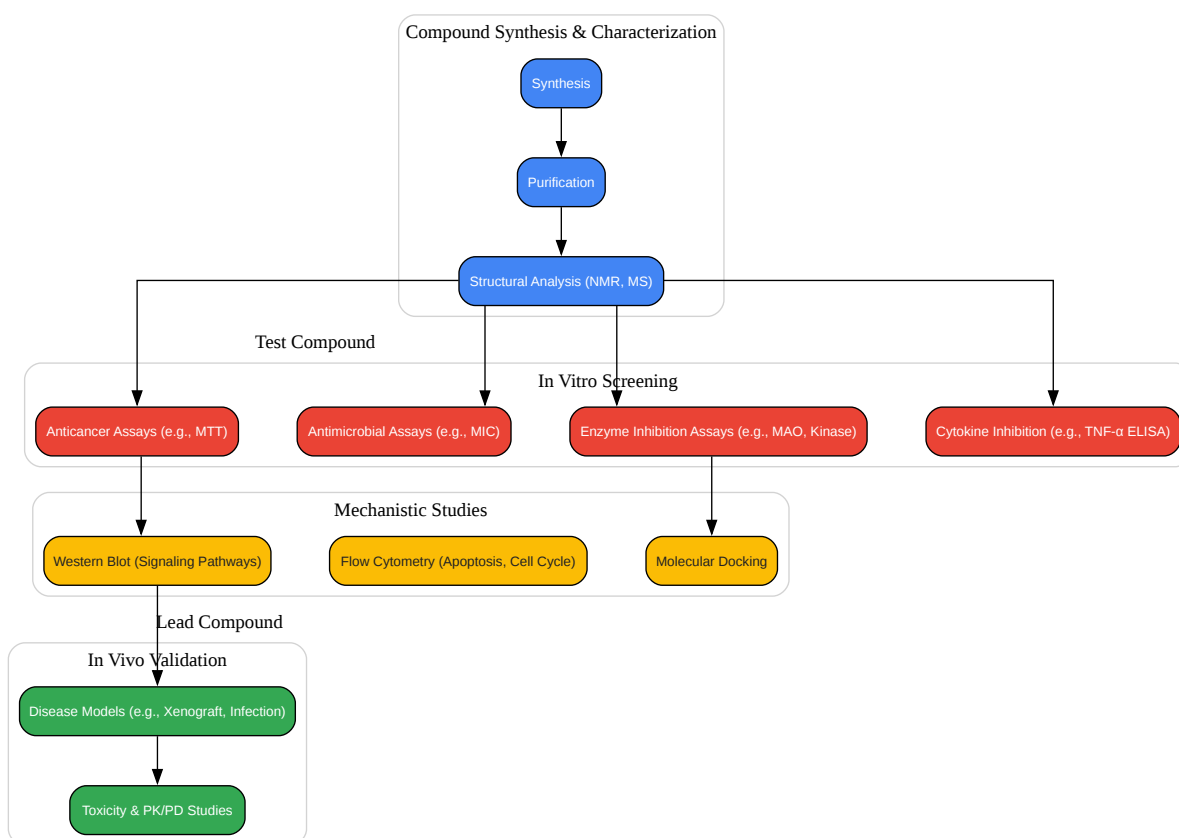 Compound Synthesis & Characterization
Synthesis
Purification
Structural Analysis (NMR, MS)
Test Compound
In Vitro Screening
Anticancer Assays (e.g., MTT)
Antimicrobial Assays (e.g., MIC)
Enzyme Inhibition Assays (e.g., MAO, Kinase)
Cytokine Inhibition (e.g., TNF-α ELISA)
Mechanistic Studies
Western Blot (Signaling Pathways)
Flow Cytometry (Apoptosis, Cell Cycle)
Molecular Docking
Lead Compound
In Vivo Validation
Disease Models (e.g., Xenograft, Infection)
Toxicity & PK/PD Studies